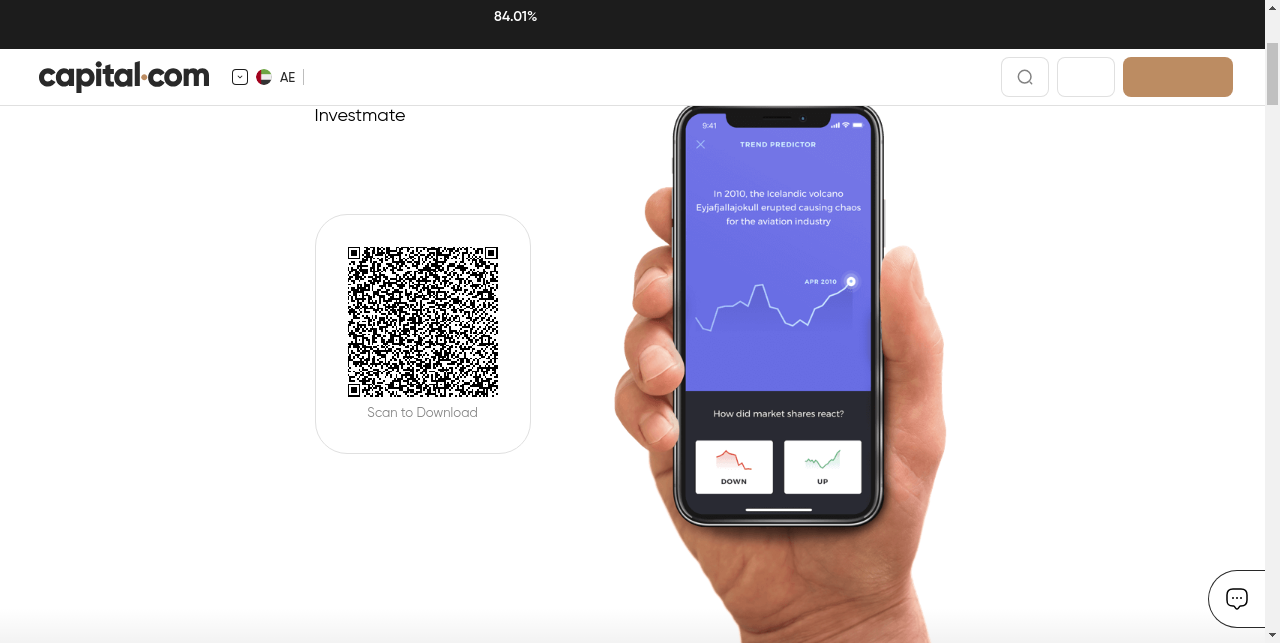 84.01%
capital.com
AE
Investmate
9:41
TREND PREDICTOR
In 2010, the Icelandic volcano
Eyjafjallajokull erupted causing chaos
for the aviation industry
APR 2010
How did market shares react?
DOWN
UP
Scan to Download